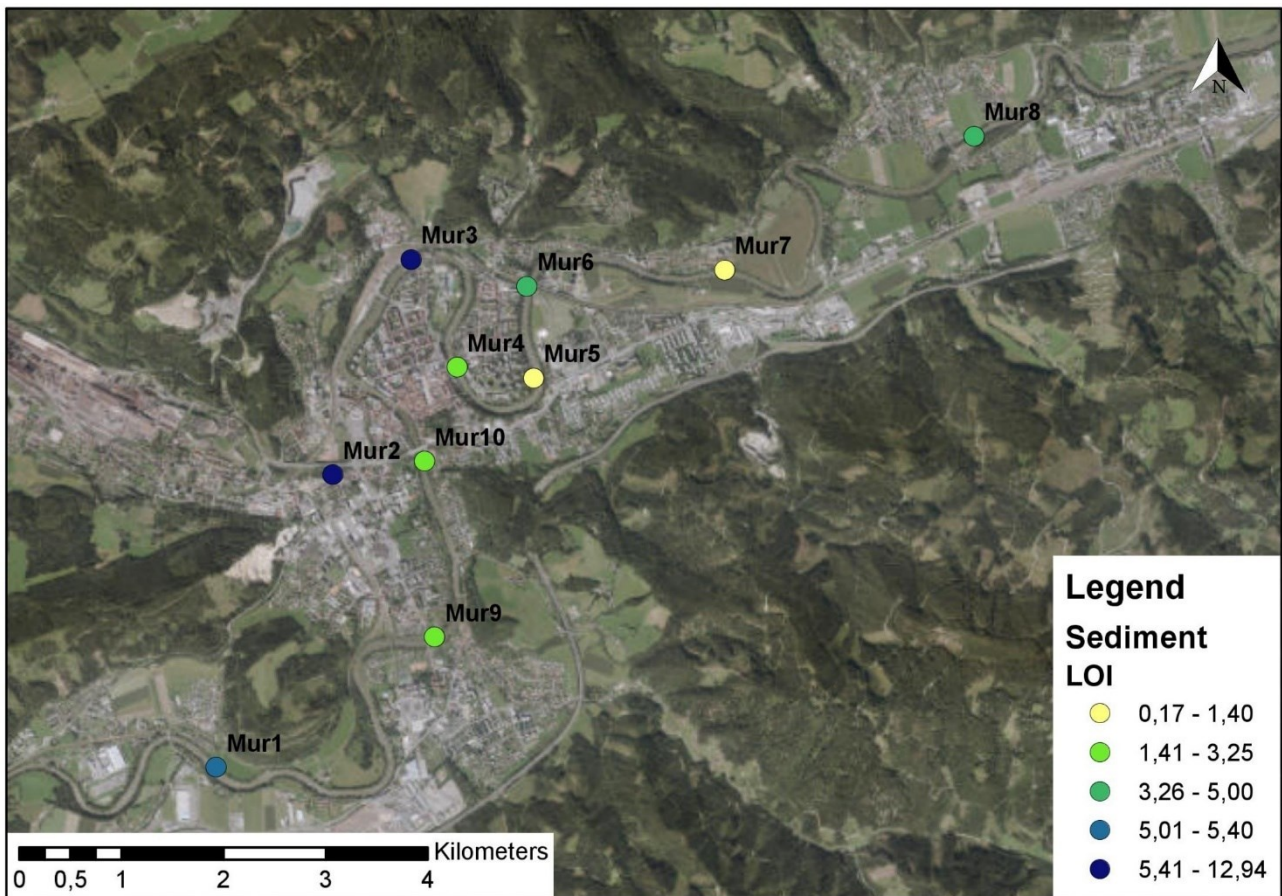 N
Mur8
Mur3
Mur7
Mur6
Mur4
Mur5
Mur10
Mur2
Mur9
Mur1
Legend
Sediment
LOI
0,17 - 1,40
1,41 - 3,25
3,26 - 5,00
5,01 - 5,40
5,41 - 12,94
Kilometers
0 0,5 1 2 3 4